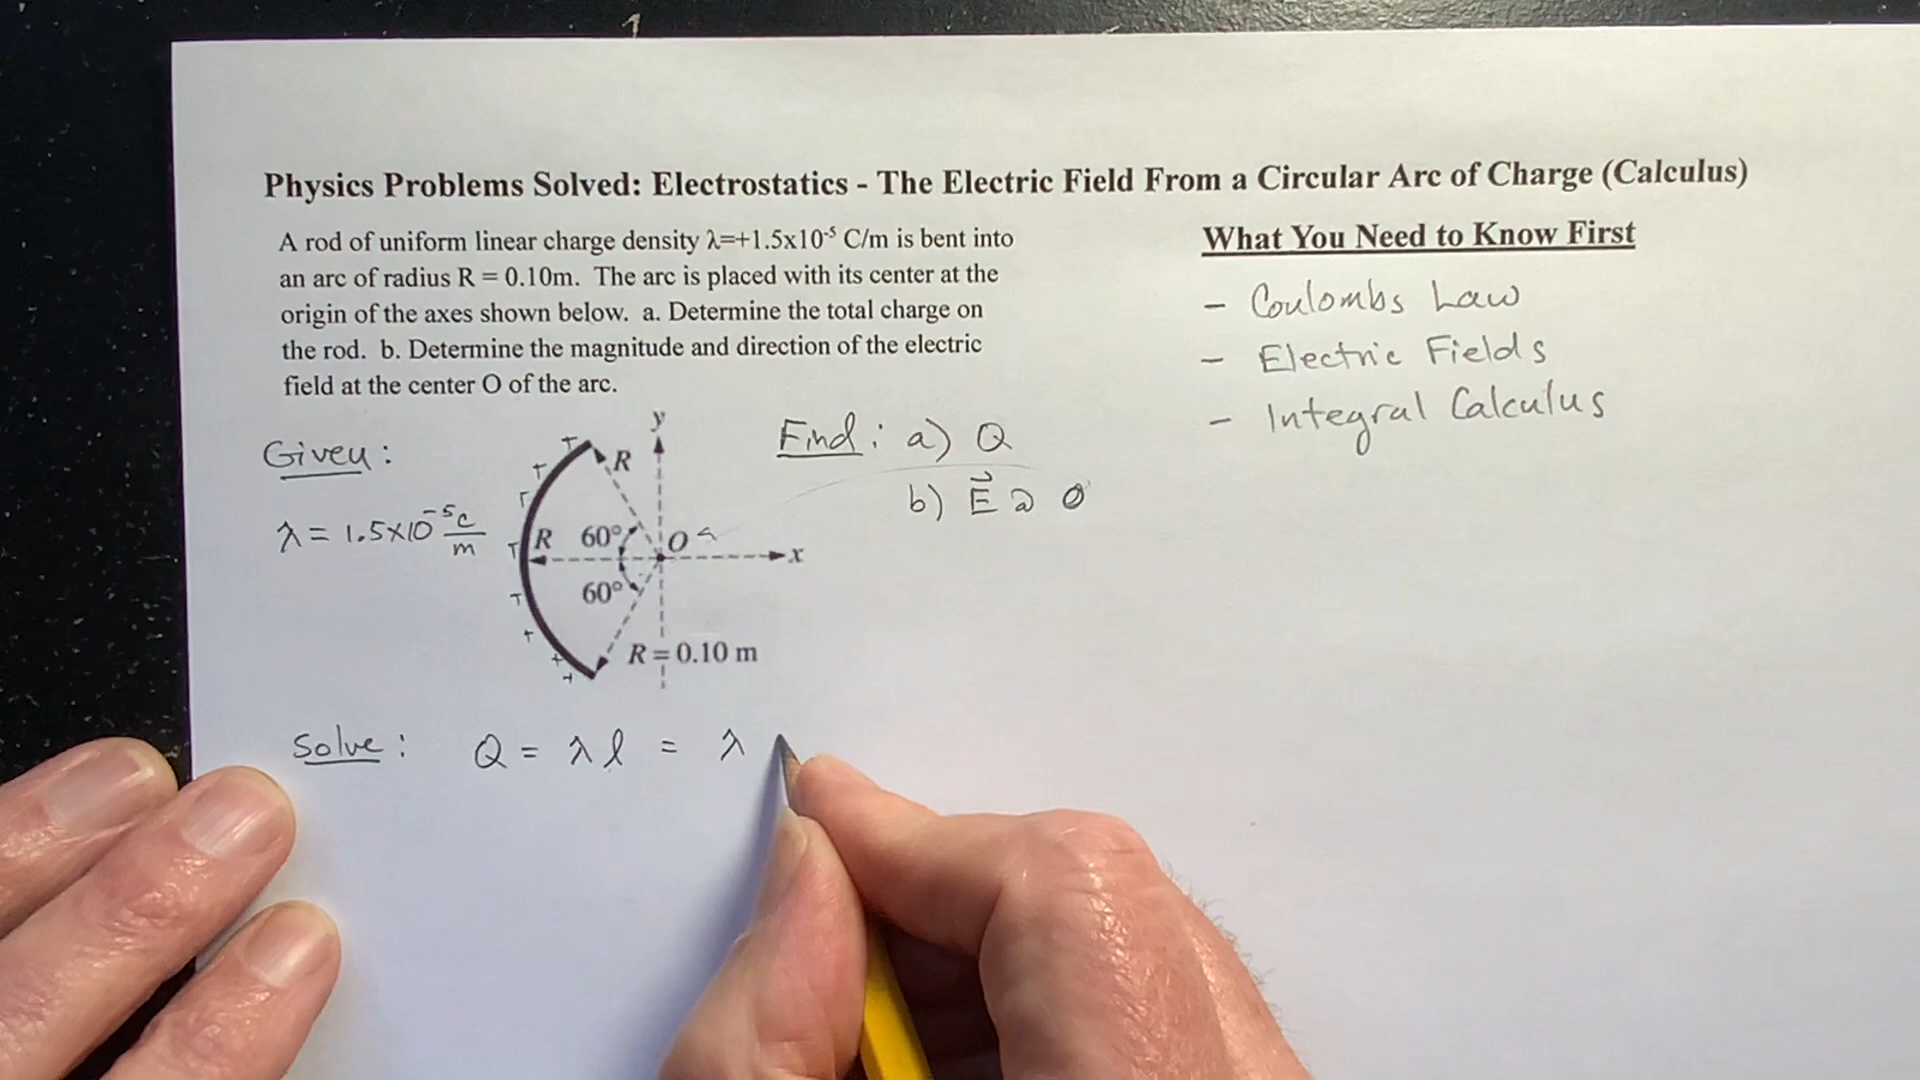 Physics Problems Solved: Electrostatics - The Electric Field From a Circular Arc of Charge (Calculus)
A rod of uniform linear charge density λ=+1.5x10⁻⁵ C/m is bent into
an arc of radius R = 0.10m. The arc is placed with its center at the
origin of the axes shown below. a. Determine the total charge on
the rod. b. Determine the magnitude and direction of the electric
field at the center O of the arc.
What You Need to Know First
- Coulombs Law
- Electric Fields
- Integral Calculus
Given:
λ = 1.5x10⁻⁵ C/m
y
R
R 60° O
x
60°
R = 0.10 m
Find: a) Q
b) E⃗ @ O
Solve: Q = λ l = λ